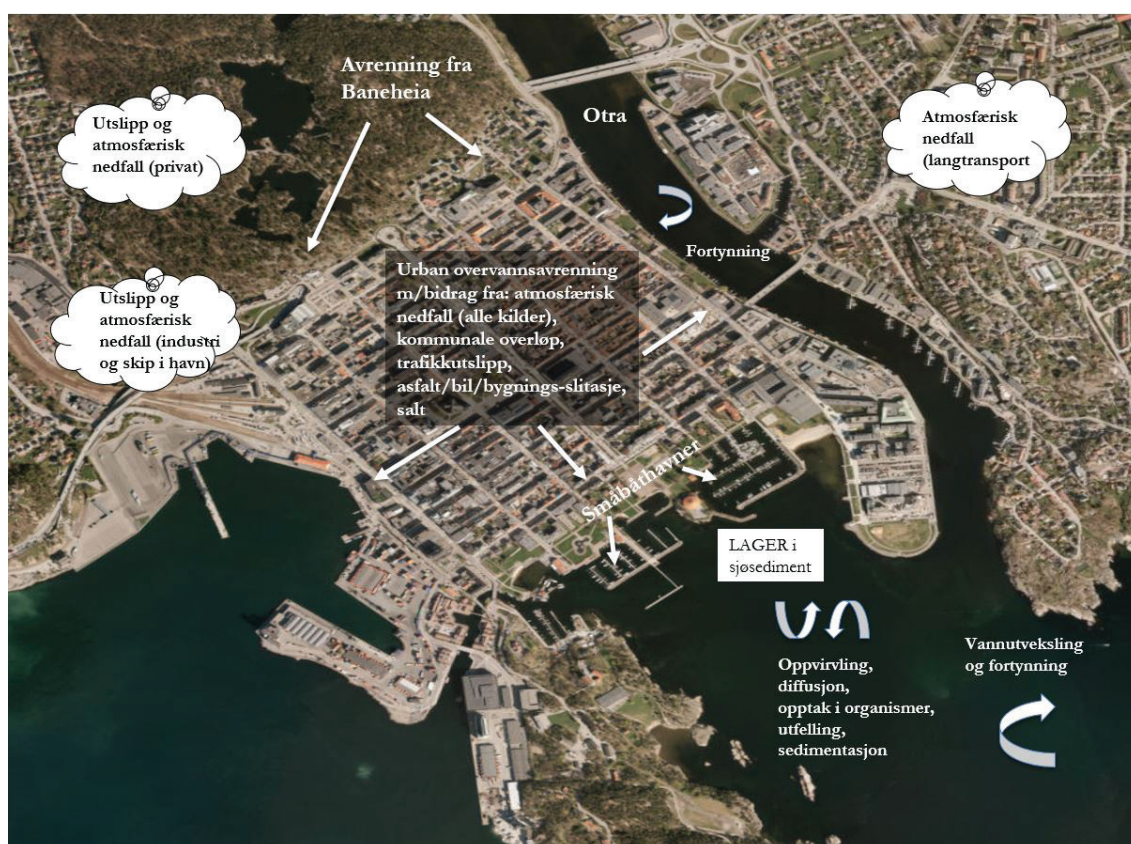 Avrenning fra
Baneheia
Utslipp og
atmosfærisk
nedfall (privat)
Otra
Atmosfærisk
nedfall
(langtransport
Fortynning
Urban overvannsavrenning
m/bidrag fra: atmosfærisk
nedfall (alle kilder),
kommunale overløp,
trafikkutslipp,
asfalt/bil/bygnings-slitasje,
salt
Utslipp og
atmosfærisk
nedfall (industri
og skip i havn)
Småbåthavner
LAGER i
sjøsediment
Oppvirvling,
diffusjon,
opptak i organismer,
utfelling,
sedimentasjon
Vannutveksling
og fortynning